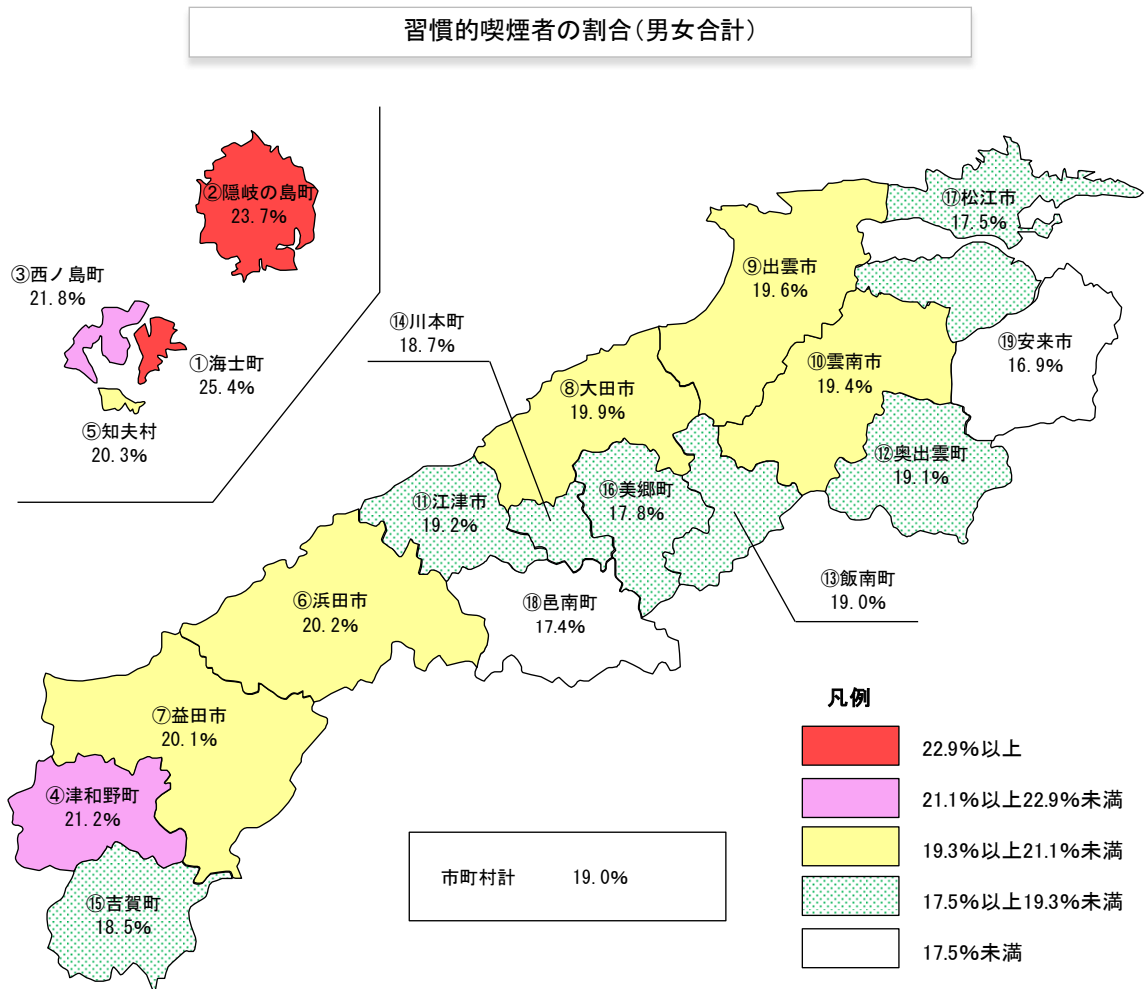 習慣的喫煙者の割合(男女合計)
②隠岐の島町
23.7%
③西ノ島町
21.8%
①海士町
25.4%
⑤知夫村
20.3%
⑰松江市
17.5%
⑨出雲市
19.6%
⑭川本町
18.7%
⑲安来市
16.9%
⑩雲南市
19.4%
⑧大田市
19.9%
⑫奥出雲町
19.1%
⑯美郷町
17.8%
⑪江津市
19.2%
⑬飯南町
19.0%
⑥浜田市
20.2%
⑱邑南町
17.4%
⑦益田市
20.1%
④津和野町
21.2%
⑮吉賀町
18.5%
市町村計 19.0%
凡例
22.9%以上
21.1%以上22.9%未満
19.3%以上21.1%未満
17.5%以上19.3%未満
17.5%未満